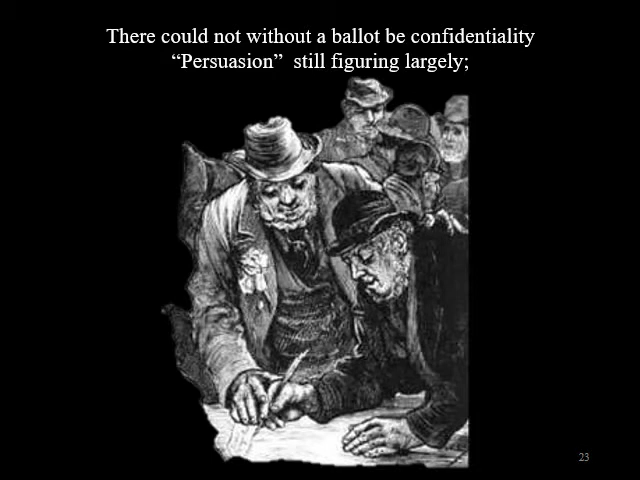 There could not without a ballot be confidentiality
“Persuasion”  still figuring largely;
23